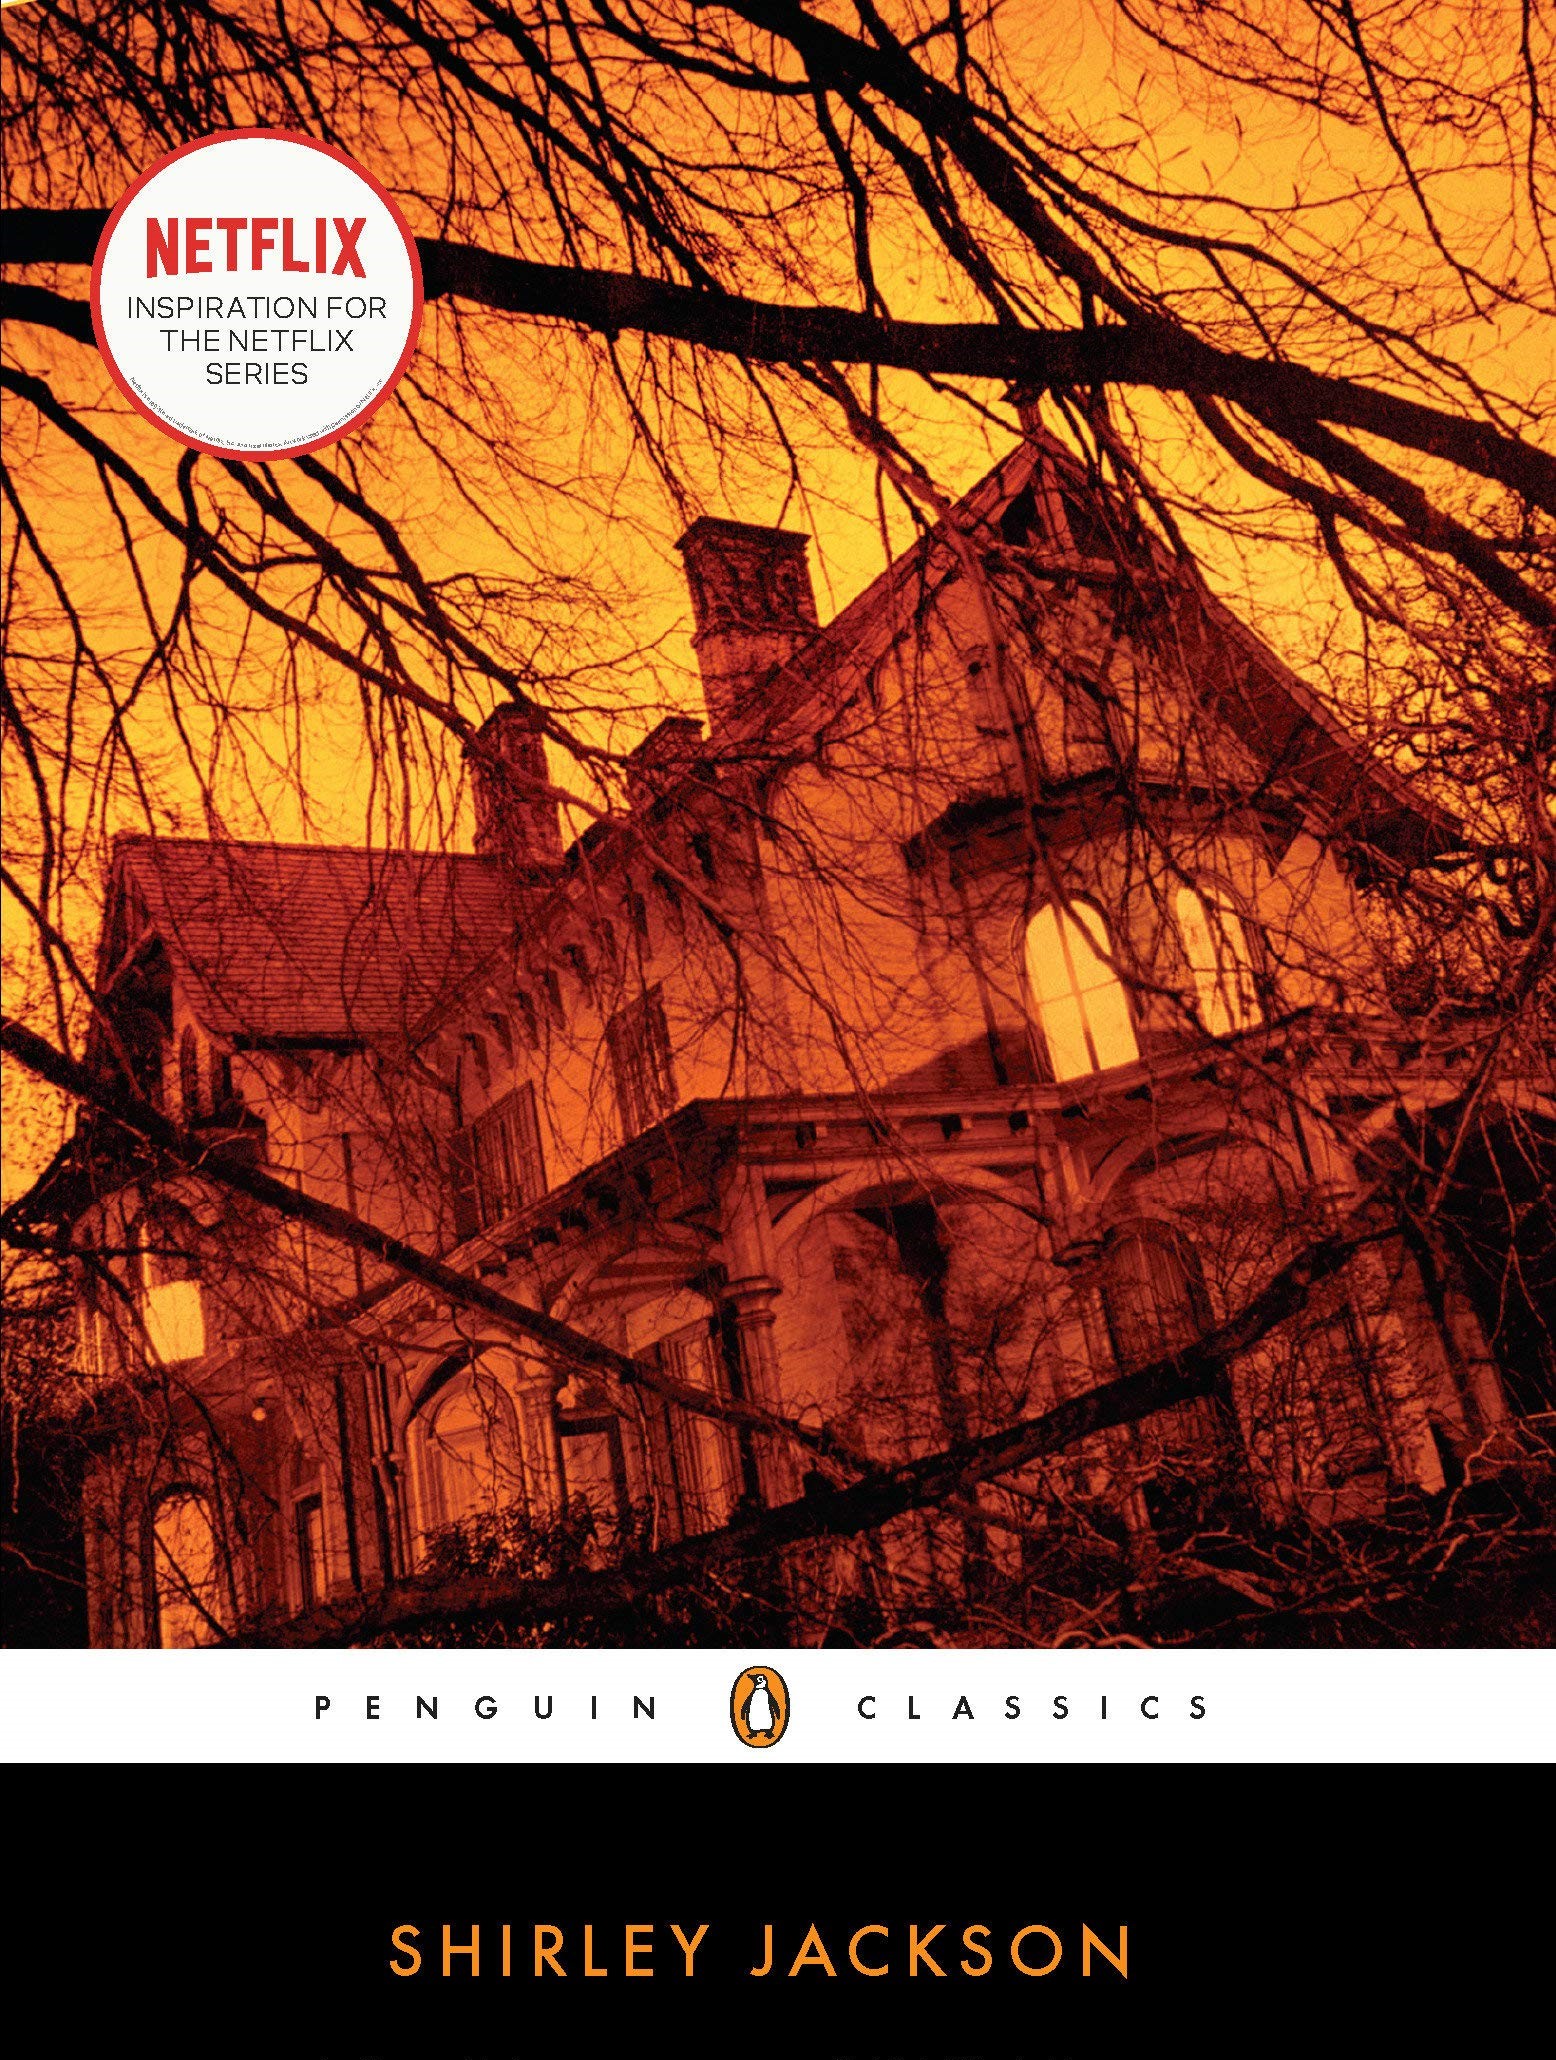 NETFLIX
INSPIRATION FOR
THE NETFLIX
SERIES
PENGUIN CLASSICS
SHIRLEY JACKSON